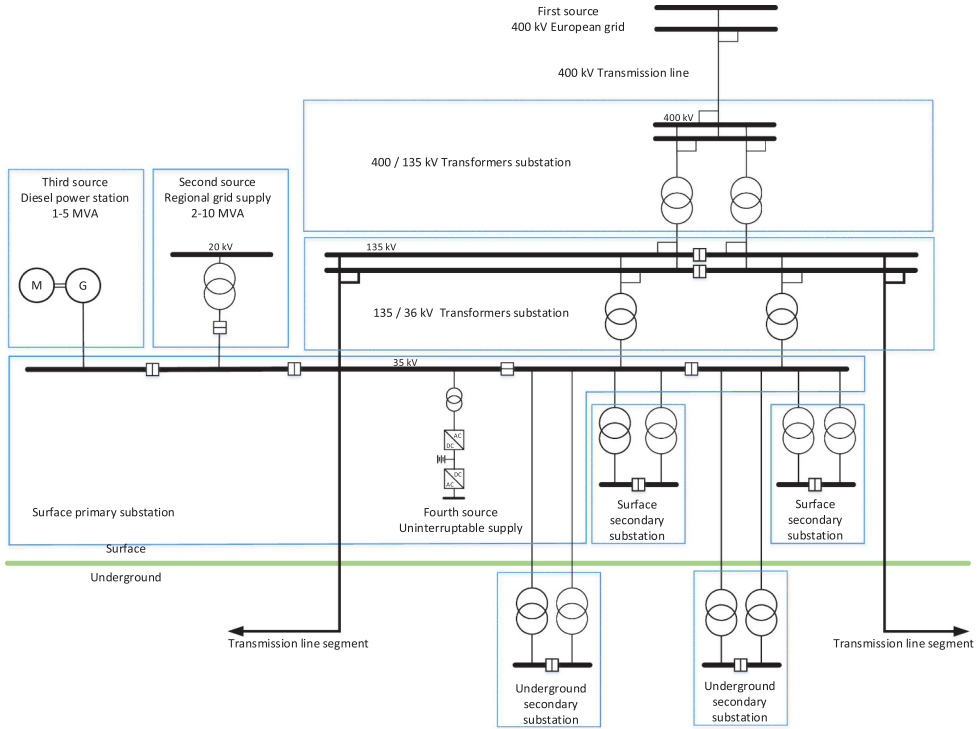 First source
400 kV European grid
400 kV Transmission line
400 kV
400 / 135 kV Transformers substation
Third source
Diesel power station
1-5 MVA
Second source
Regional grid supply
2-10 MVA
20 kV
135 kV
M
G
135 / 36 kV Transformers substation
35 kV
AC
DC
DC
AC
Surface primary substation
Fourth source
Uninterruptable supply
Surface
secondary
substation
Surface
secondary
substation
Surface
Underground
Transmission line segment
Transmission line segment
Underground
secondary
substation
Underground
secondary
substation